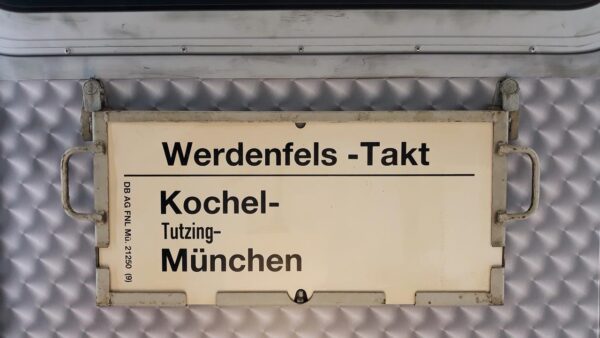 Werdenfels -Takt
Kochel-
Tutzing-
München
DB AG FNL Mü. 21250 (9)